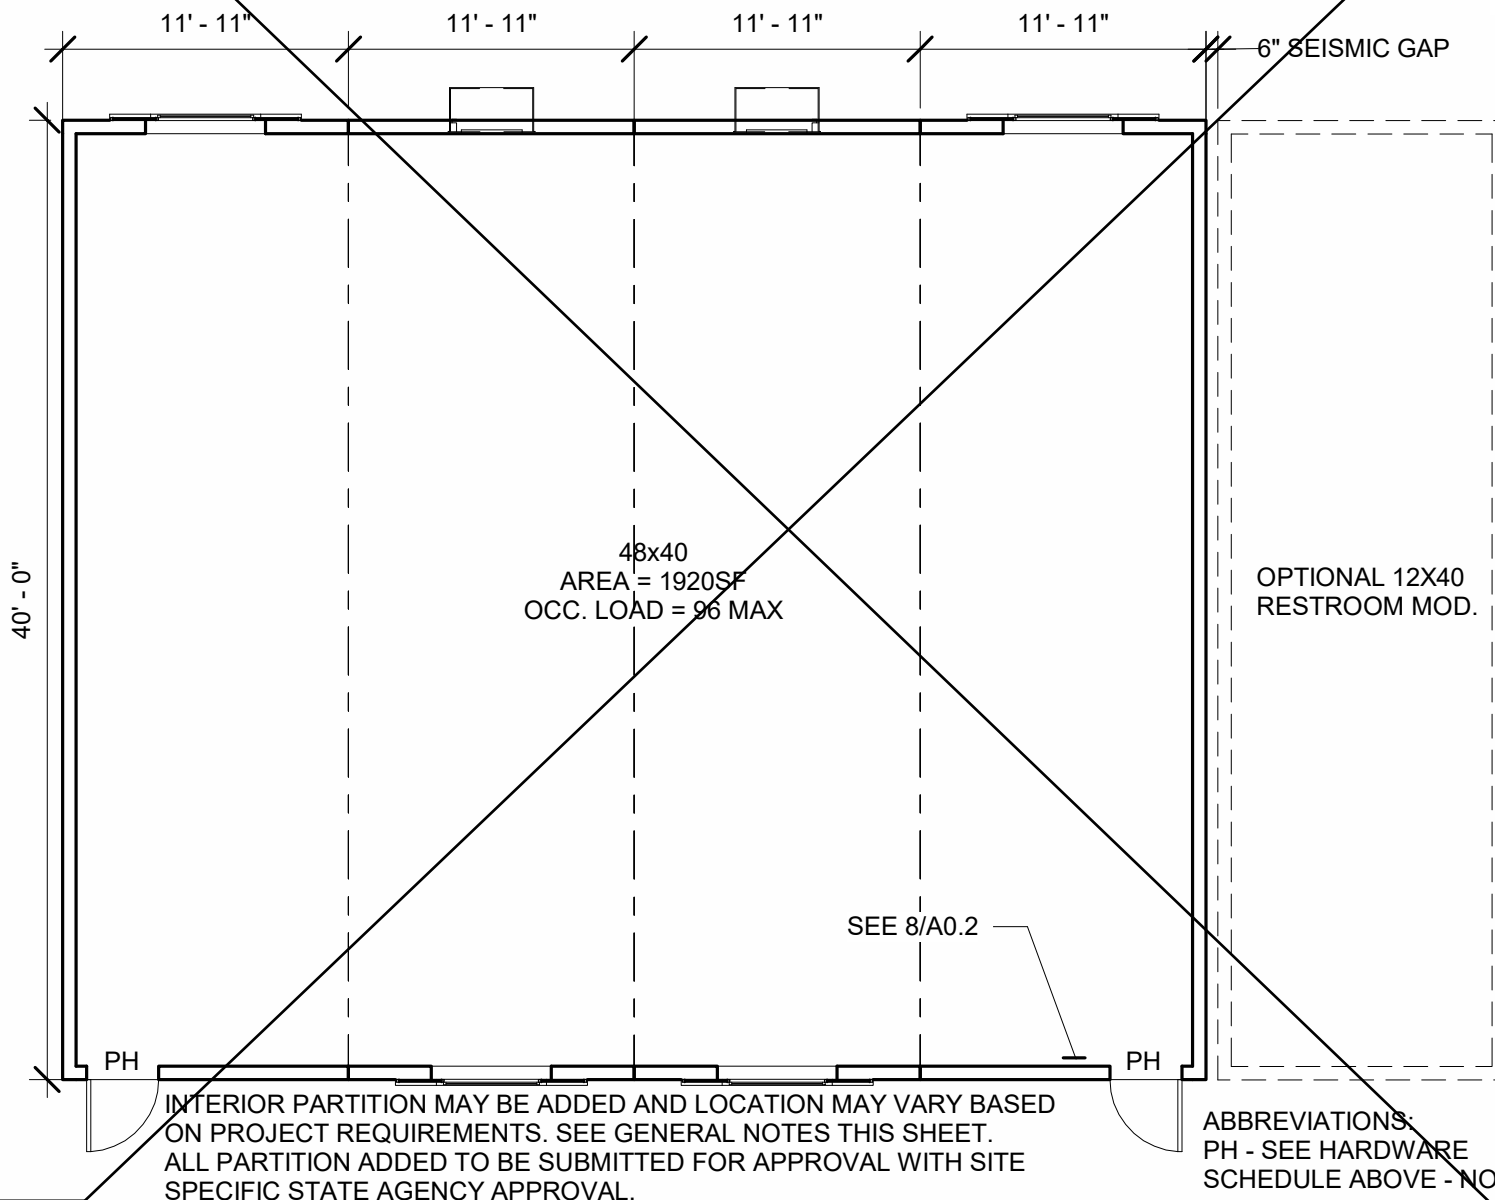 11' - 11" 11' - 11" 11' - 11" 11' - 11"
6" SEISMIC GAP
40' - 0"
48x40
AREA = 1920SF
OCC. LOAD = 96 MAX
OPTIONAL 12X40
RESTROOM MOD.
SEE 8/A0.2
PH PH
INTERIOR PARTITION MAY BE ADDED AND LOCATION MAY VARY BASED
ON PROJECT REQUIREMENTS. SEE GENERAL NOTES THIS SHEET.
ALL PARTITION ADDED TO BE SUBMITTED FOR APPROVAL WITH SITE
SPECIFIC STATE AGENCY APPROVAL.
ABBREVIATIONS:
PH - SEE HARDWARE
SCHEDULE ABOVE - NO